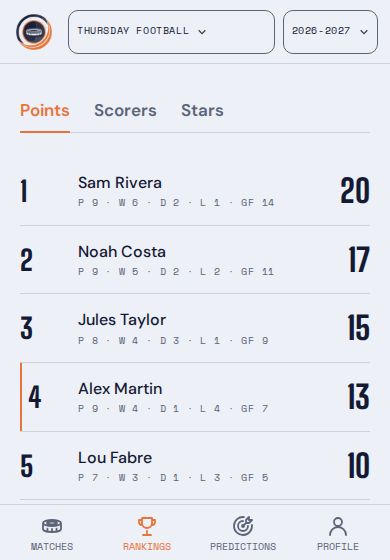 THURSDAY FOOTBALL
2026-2027
Points Scorers Stars
1 Sam Rivera 20
P 9 · W 6 · D 2 · L 1 · GF 14
2 Noah Costa 17
P 9 · W 5 · D 2 · L 2 · GF 11
3 Jules Taylor 15
P 8 · W 4 · D 3 · L 1 · GF 9
4 Alex Martin 13
P 9 · W 4 · D 1 · L 4 · GF 7
5 Lou Fabre 10
P 7 · W 3 · D 1 · L 3 · GF 5
MATCHES RANKINGS PREDICTIONS PROFILE